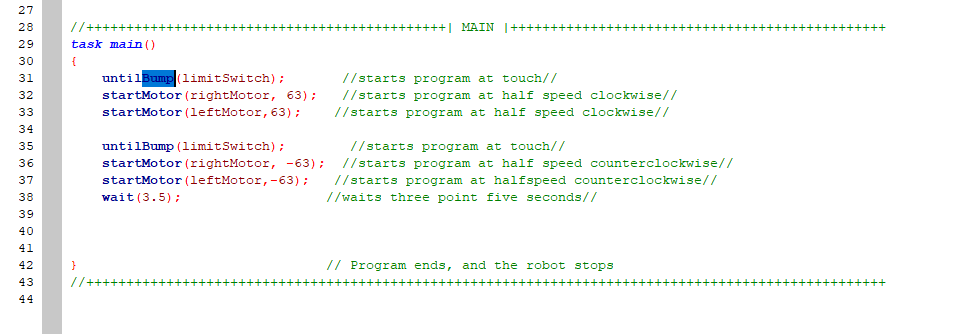 27
28 //+++++++++++++++++++++++++++++++++++++++++++++| MAIN |+++++++++++++++++++++++++++++++++++++++++++++++
29 task main()
30 {
31 untilBump(limitSwitch); //starts program at touch//
32 startMotor(rightMotor, 63); //starts program at half speed clockwise//
33 startMotor(leftMotor,63); //starts program at half speed clockwise//
34
35 untilBump(limitSwitch); //starts program at touch//
36 startMotor(rightMotor, -63); //starts program at half speed counterclockwise//
37 startMotor(leftMotor,-63); //starts program at halfspeed counterclockwise//
38 wait(3.5); //waits three point five seconds//
39
40
41
42 } // Program ends, and the robot stops
43 //++++++++++++++++++++++++++++++++++++++++++++++++++++++++++++++++++++++++++++++++++++++++++++++++++++
44